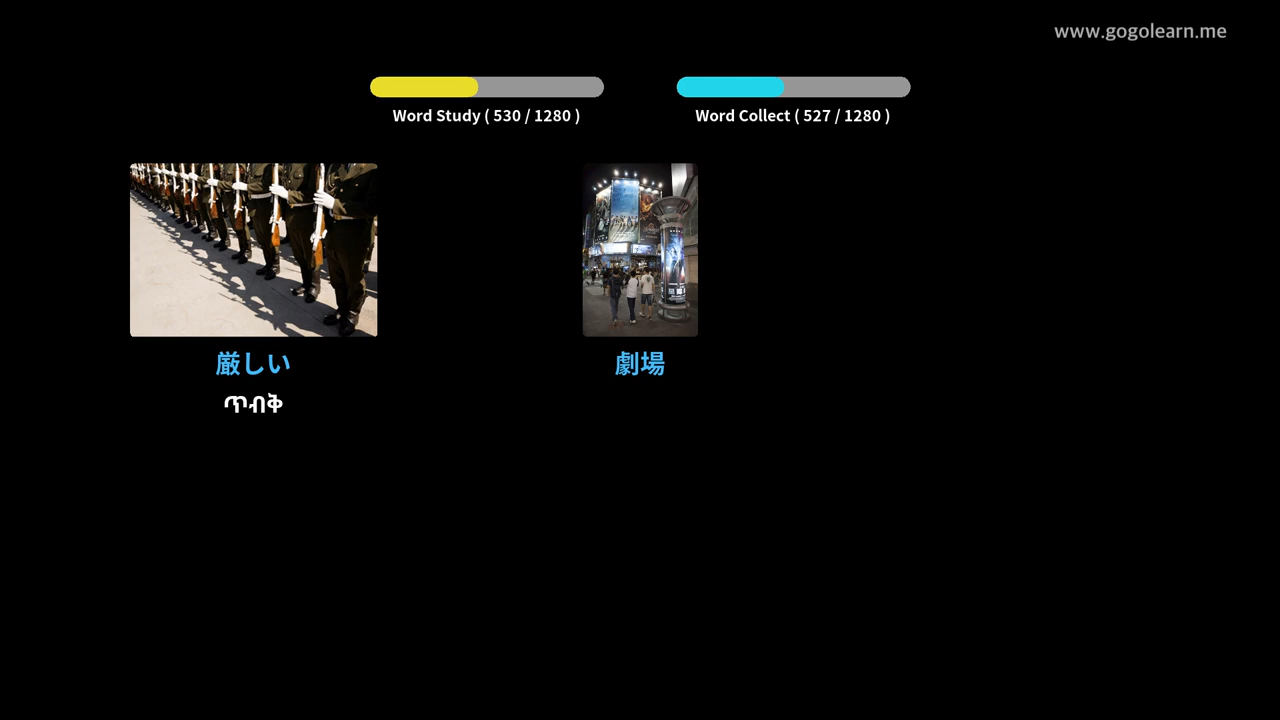 www.gogolearn.me
Word Study ( 530 / 1280 )
Word Collect ( 527 / 1280 )
厳しい
ጥብቅ
劇場